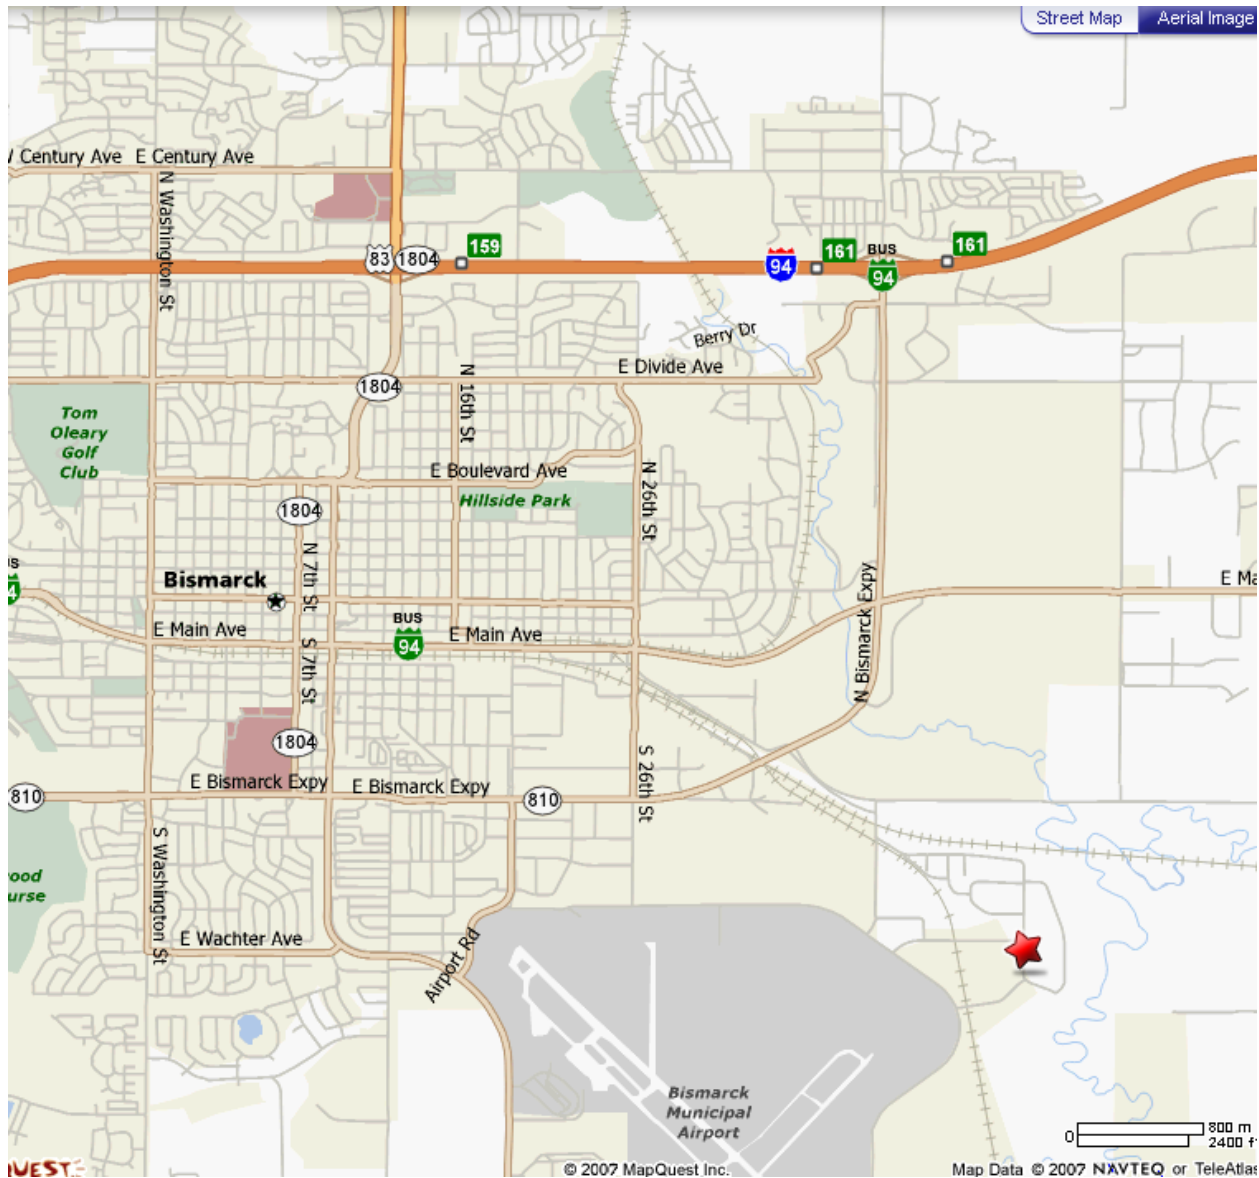 Street Map
Aerial Image
Century Ave
E Century Ave
N Washington St
83
1804
159
94
161
BUS
94
161
Berry Dr
E Divide Ave
1804
N 16th St
Tom
Oleary
Golf
Club
E Boulevard Ave
Hillside Park
N 26th St
1804
N 7th St
Bismarck
E Main Ave
BUS
94
E Main Ave
N Bismarck Expy
E Ma
S 7th St
1804
S 26th St
E Bismarck Expy
E Bismarck Expy
810
810
S Washington St
E Wachter Ave
Airport Rd
Bismarck
Municipal
Airport
0
800 m
2400 ft
© 2007 MapQuest Inc.
Map Data © 2007 NAVTEQ or TeleAtlas